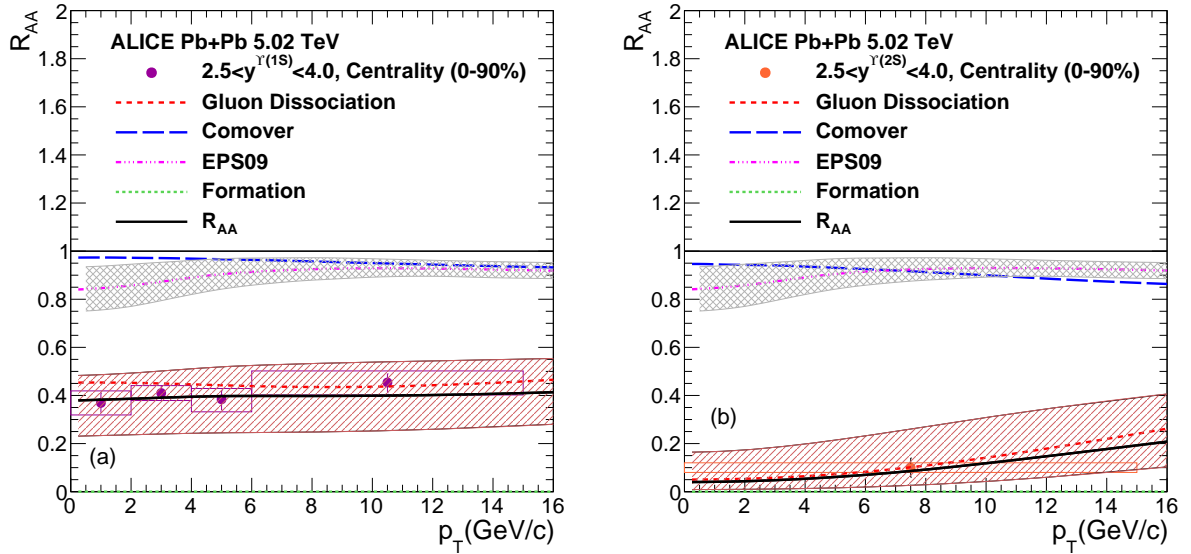 R_AA
2
1.8
1.6
1.4
1.2
1
0.8
0.6
0.4
0.2
0
ALICE Pb+Pb 5.02 TeV
2.5<y^ϒ(1S)<4.0, Centrality (0-90%)
Gluon Dissociation
Comover
EPS09
Formation
R_AA
(a)
0 2 4 6 8 10 12 14 16
p_T(GeV/c)
R_AA
2
1.8
1.6
1.4
1.2
1
0.8
0.6
0.4
0.2
0
ALICE Pb+Pb 5.02 TeV
2.5<y^ϒ(2S)<4.0, Centrality (0-90%)
Gluon Dissociation
Comover
EPS09
Formation
R_AA
(b)
0 2 4 6 8 10 12 14 16
p_T(GeV/c)